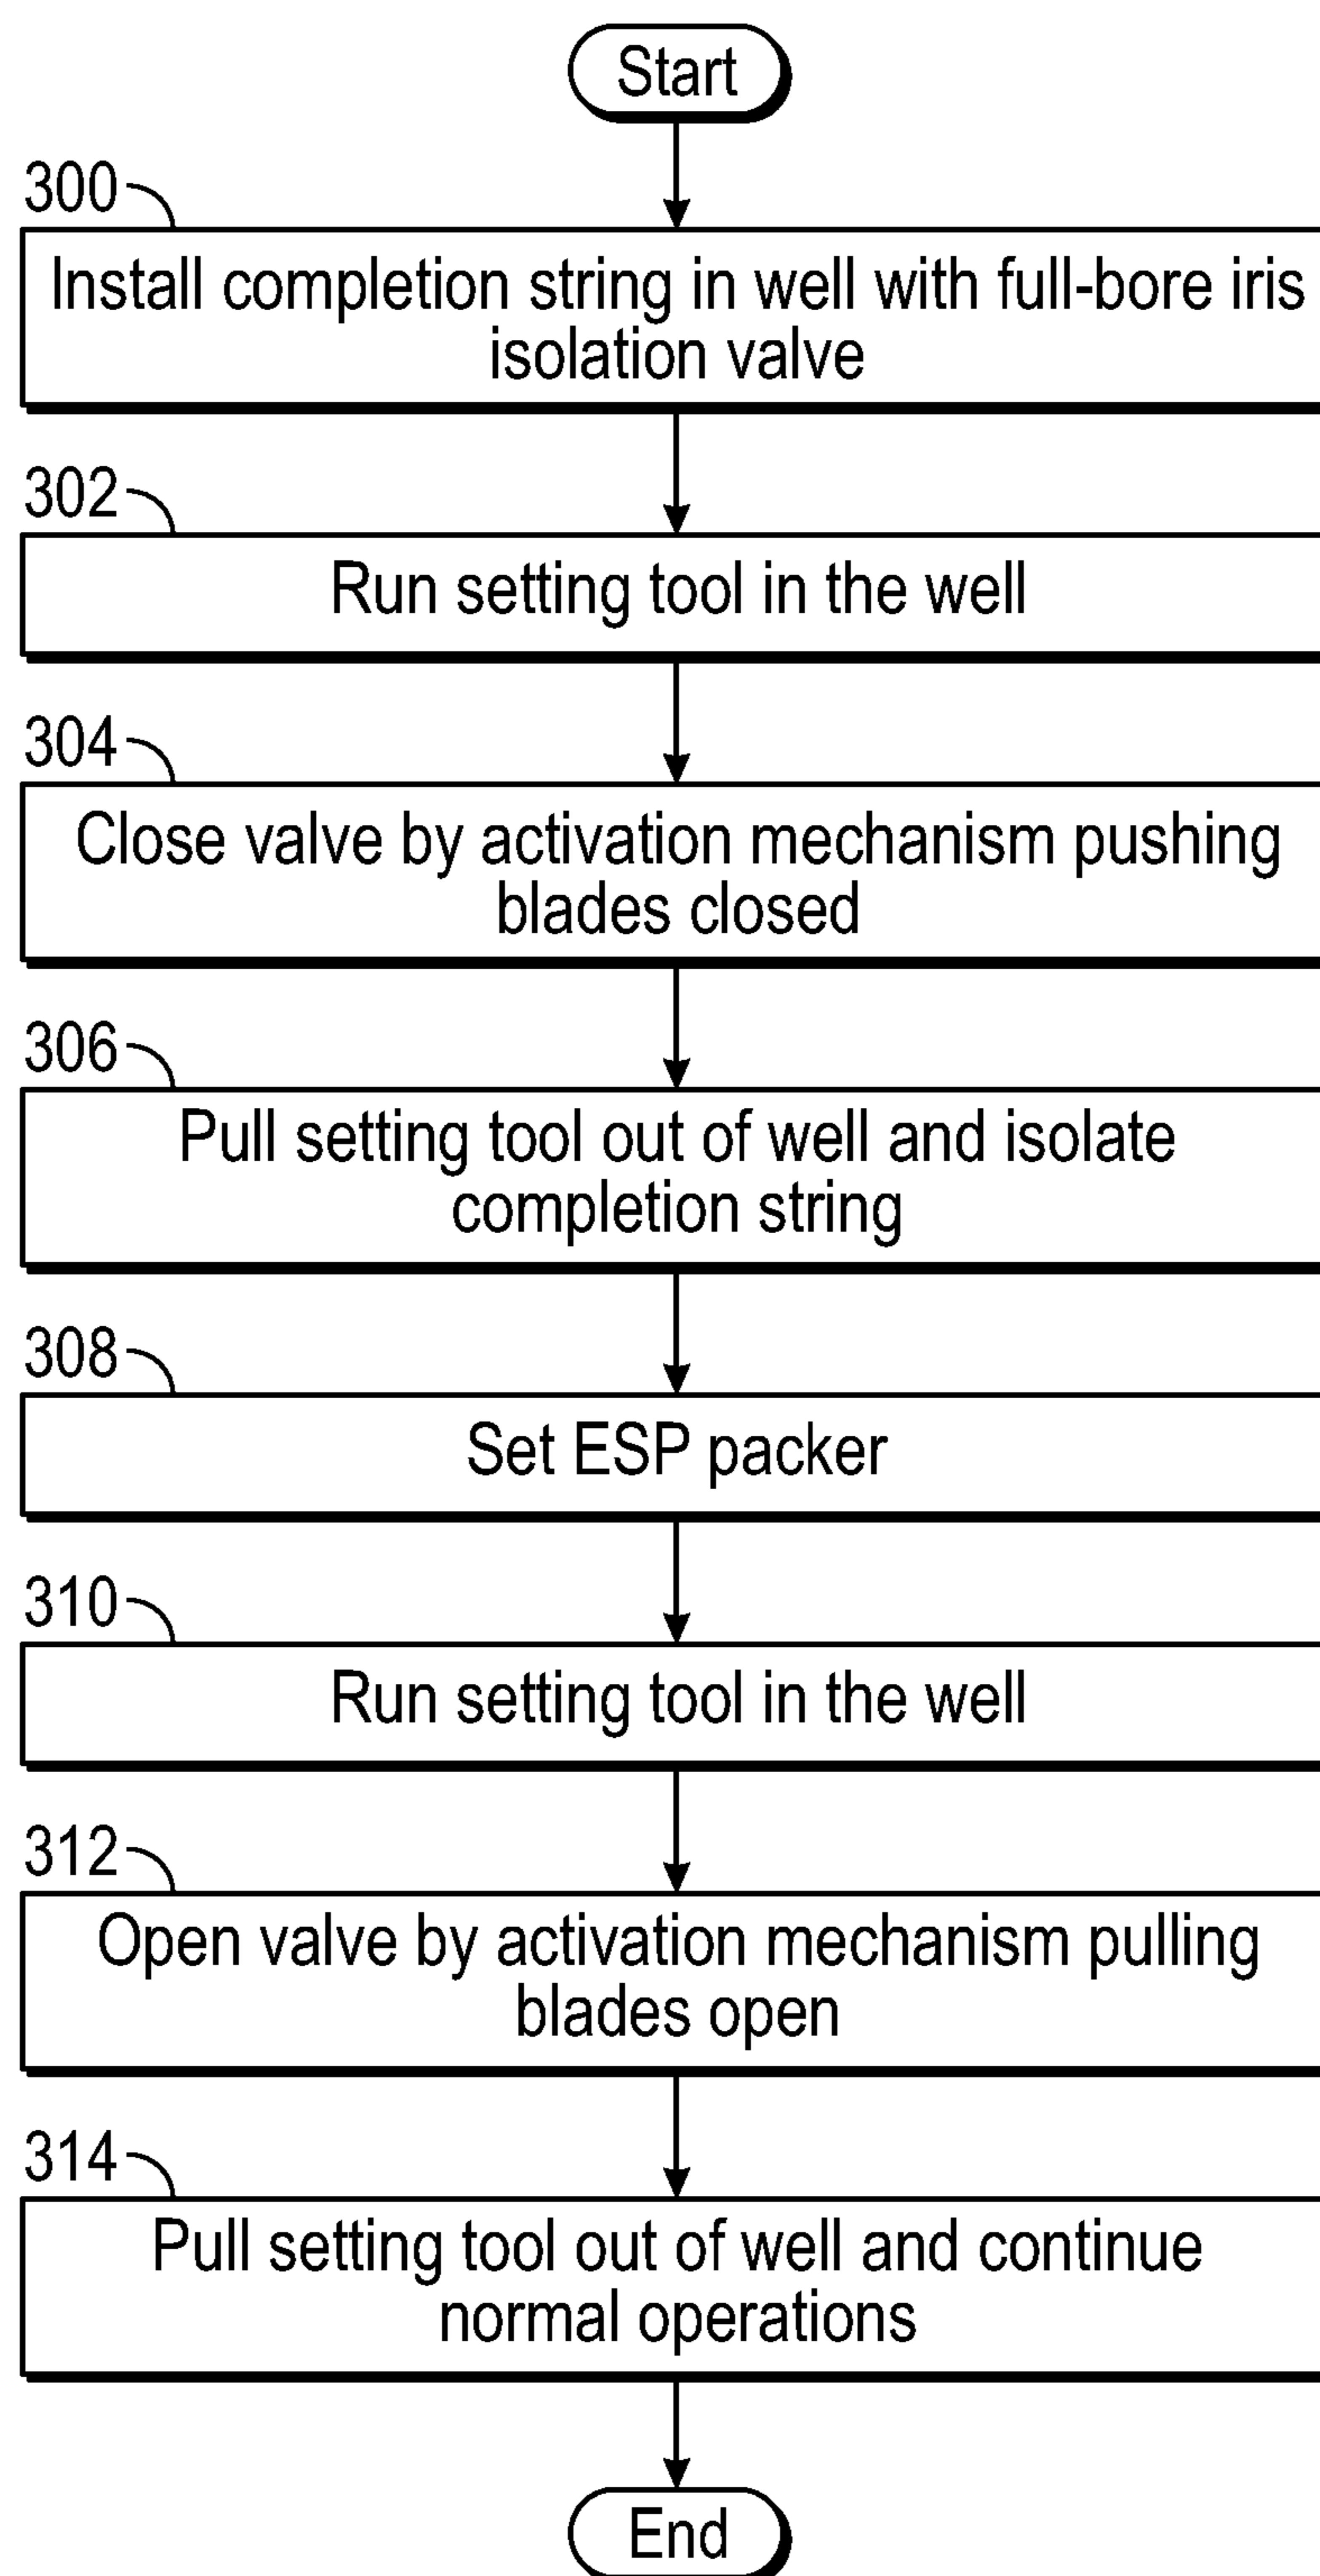 Start
300
Install completion string in well with full-bore iris
isolation valve
302
Run setting tool in the well
304
Close valve by activation mechanism pushing
blades closed
306
Pull setting tool out of well and isolate
completion string
308
Set ESP packer
310
Run setting tool in the well
312
Open valve by activation mechanism pulling
blades open
314
Pull setting tool out of well and continue
normal operations
End